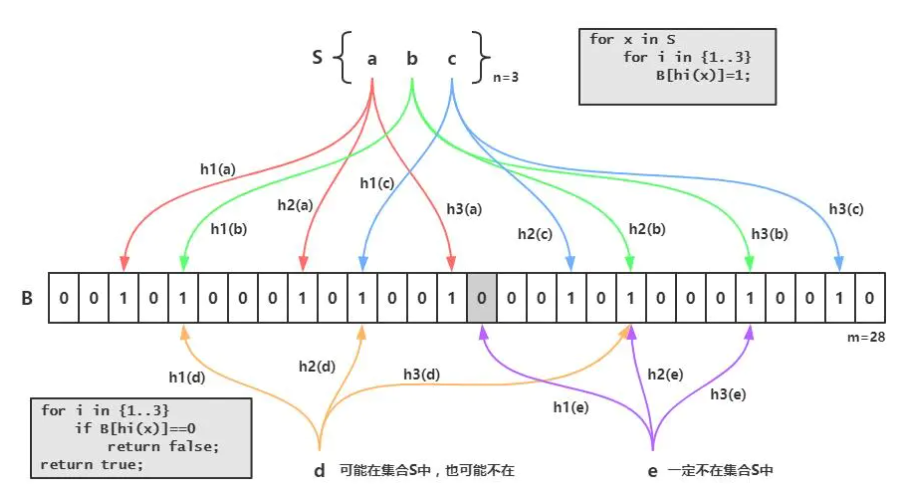 S { a b c } n=3
for x in S
for i in {1..3}
B[hi(x)]=1;
h1(a)
h1(b)
h2(a)
h1(c)
h3(a)
h2(c)
h2(b)
h3(b)
h3(c)
B 0 0 1 0 1 0 0 0 1 0 1 0 0 1 0 0 0 1 0 1 0 0 0 1 0 0 1 0
m=28
h1(d)
h2(d)
h3(d)
h1(e)
h2(e)
h3(e)
for i in {1..3}
if B[hi(x)]==0
return false;
return true;
d 可能在集合S中，也可能不在
e 一定不在集合S中